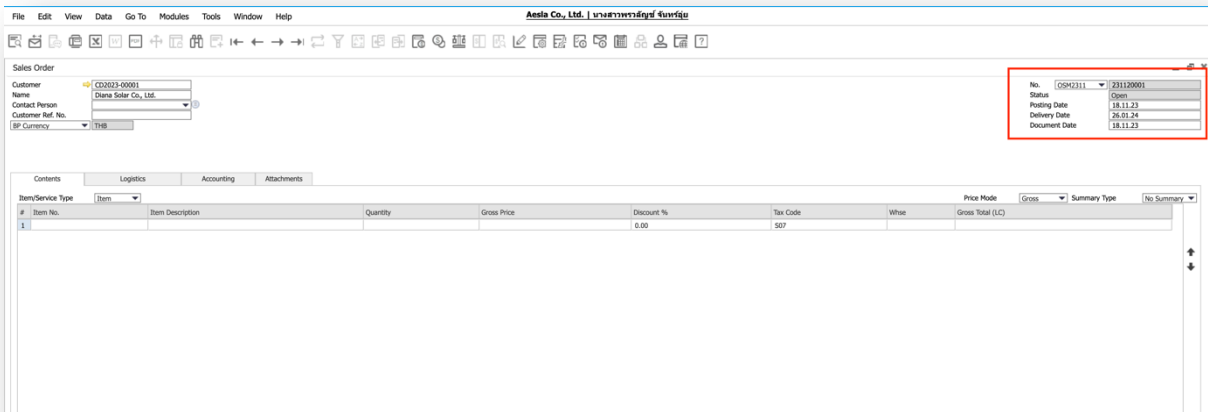 File Edit View Data Go To Modules Tools Window Help
Aesla Co., Ltd. | นางสาวพรวลัญช์ จันทร์อุ่ย
Sales Order
Customer CD2023-00001
Name Diana Solar Co., Ltd.
Contact Person
Customer Ref. No.
BP Currency THB
No. OSM2311 231120001
Status Open
Posting Date 18.11.23
Delivery Date 26.01.24
Document Date 18.11.23
Contents Logistics Accounting Attachments
Item/Service Type Item Price Mode Gross Summary Type No Summary
# Item No. Item Description Quantity Gross Price Discount % Tax Code Whse Gross Total (LC)
1 0.00 S07